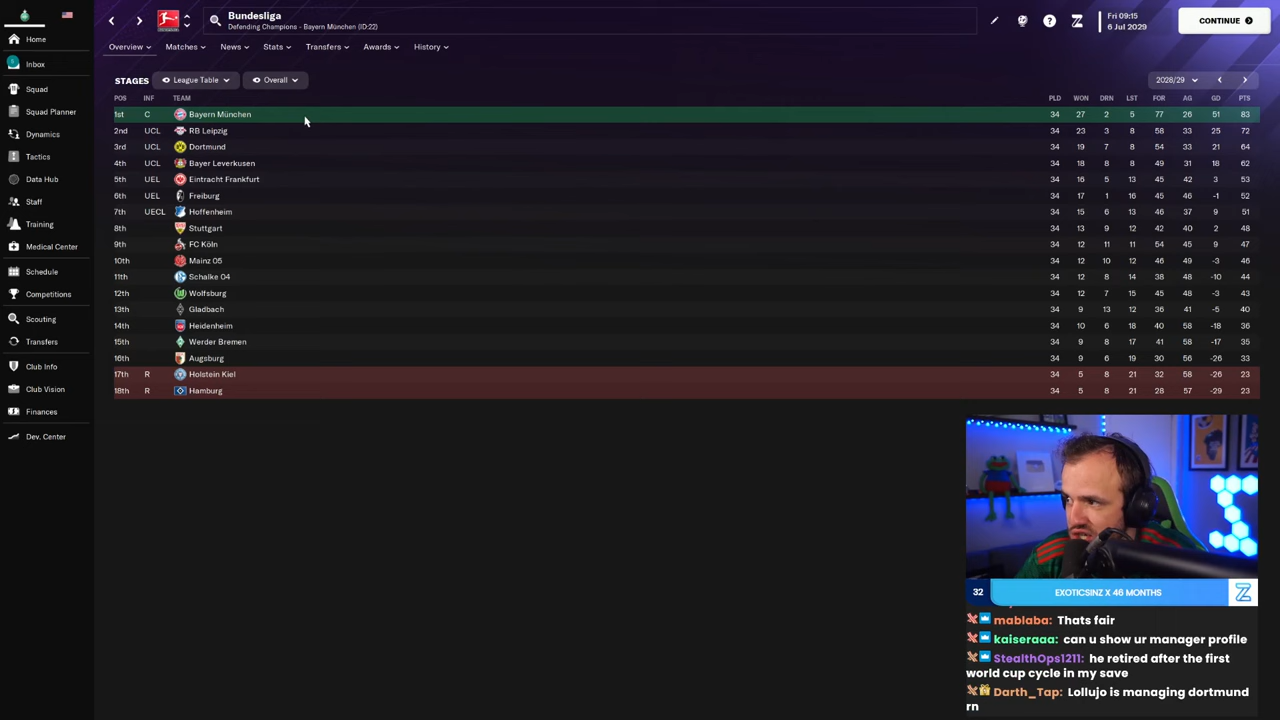 Bundesliga
Defending Champions - Bayern München (ID:22)
Fri 09:15
6 Jul 2029
CONTINUE
Home
Inbox
Squad
Squad Planner
Dynamics
Tactics
Data Hub
Staff
Training
Medical Center
Schedule
Competitions
Scouting
Transfers
Club Info
Club Vision
Finances
Dev. Center
Overview Matches News Stats Transfers Awards History
STAGES League Table Overall 2028/29
POS INF TEAM PLD WON DRN LST FOR AG GD PTS
1st C Bayern München 34 27 2 5 77 26 51 83
2nd UCL RB Leipzig 34 23 3 8 58 33 25 72
3rd UCL Dortmund 34 19 7 8 54 33 21 64
4th UCL Bayer Leverkusen 34 18 8 8 49 31 18 62
5th UEL Eintracht Frankfurt 34 16 5 13 45 42 3 53
6th UEL Freiburg 34 17 1 16 45 46 -1 52
7th UECL Hoffenheim 34 15 6 13 46 37 9 51
8th Stuttgart 34 13 9 12 42 40 2 48
9th FC Köln 34 12 11 11 54 45 9 47
10th Mainz 05 34 12 10 12 46 49 -3 46
11th Schalke 04 34 12 8 14 38 48 -10 44
12th Wolfsburg 34 12 7 15 45 48 -3 43
13th Gladbach 34 9 13 12 36 41 -5 40
14th Heidenheim 34 10 6 18 40 58 -18 36
15th Werder Bremen 34 9 8 17 41 58 -17 35
16th Augsburg 34 9 6 19 30 56 -26 33
17th R Holstein Kiel 34 5 8 21 32 58 -26 23
18th R Hamburg 34 5 8 21 28 57 -29 23
32 EXOTICSINZ X 46 MONTHS
mablaba: Thats fair
kaiseraaa: can u show ur manager profile
StealthOps1211: he retired after the first
world cup cycle in my save
Darth_Tap: Lollujo is managing dortmund
rn